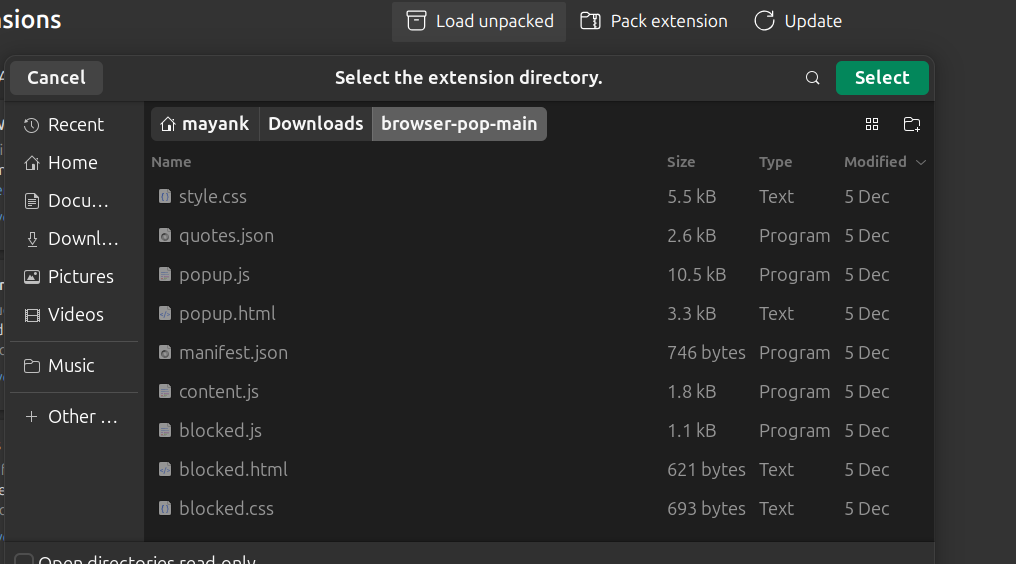 sions
Load unpacked Pack extension Update
Cancel Select the extension directory. Select
Recent
Home
Docu...
Downl...
Pictures
Videos
Music
Other ...
mayank Downloads browser-pop-main
Name Size Type Modified
style.css 5.5 kB Text 5 Dec
quotes.json 2.6 kB Program 5 Dec
popup.js 10.5 kB Program 5 Dec
popup.html 3.3 kB Text 5 Dec
manifest.json 746 bytes Program 5 Dec
content.js 1.8 kB Program 5 Dec
blocked.js 1.1 kB Program 5 Dec
blocked.html 621 bytes Text 5 Dec
blocked.css 693 bytes Text 5 Dec
Open directories read-only